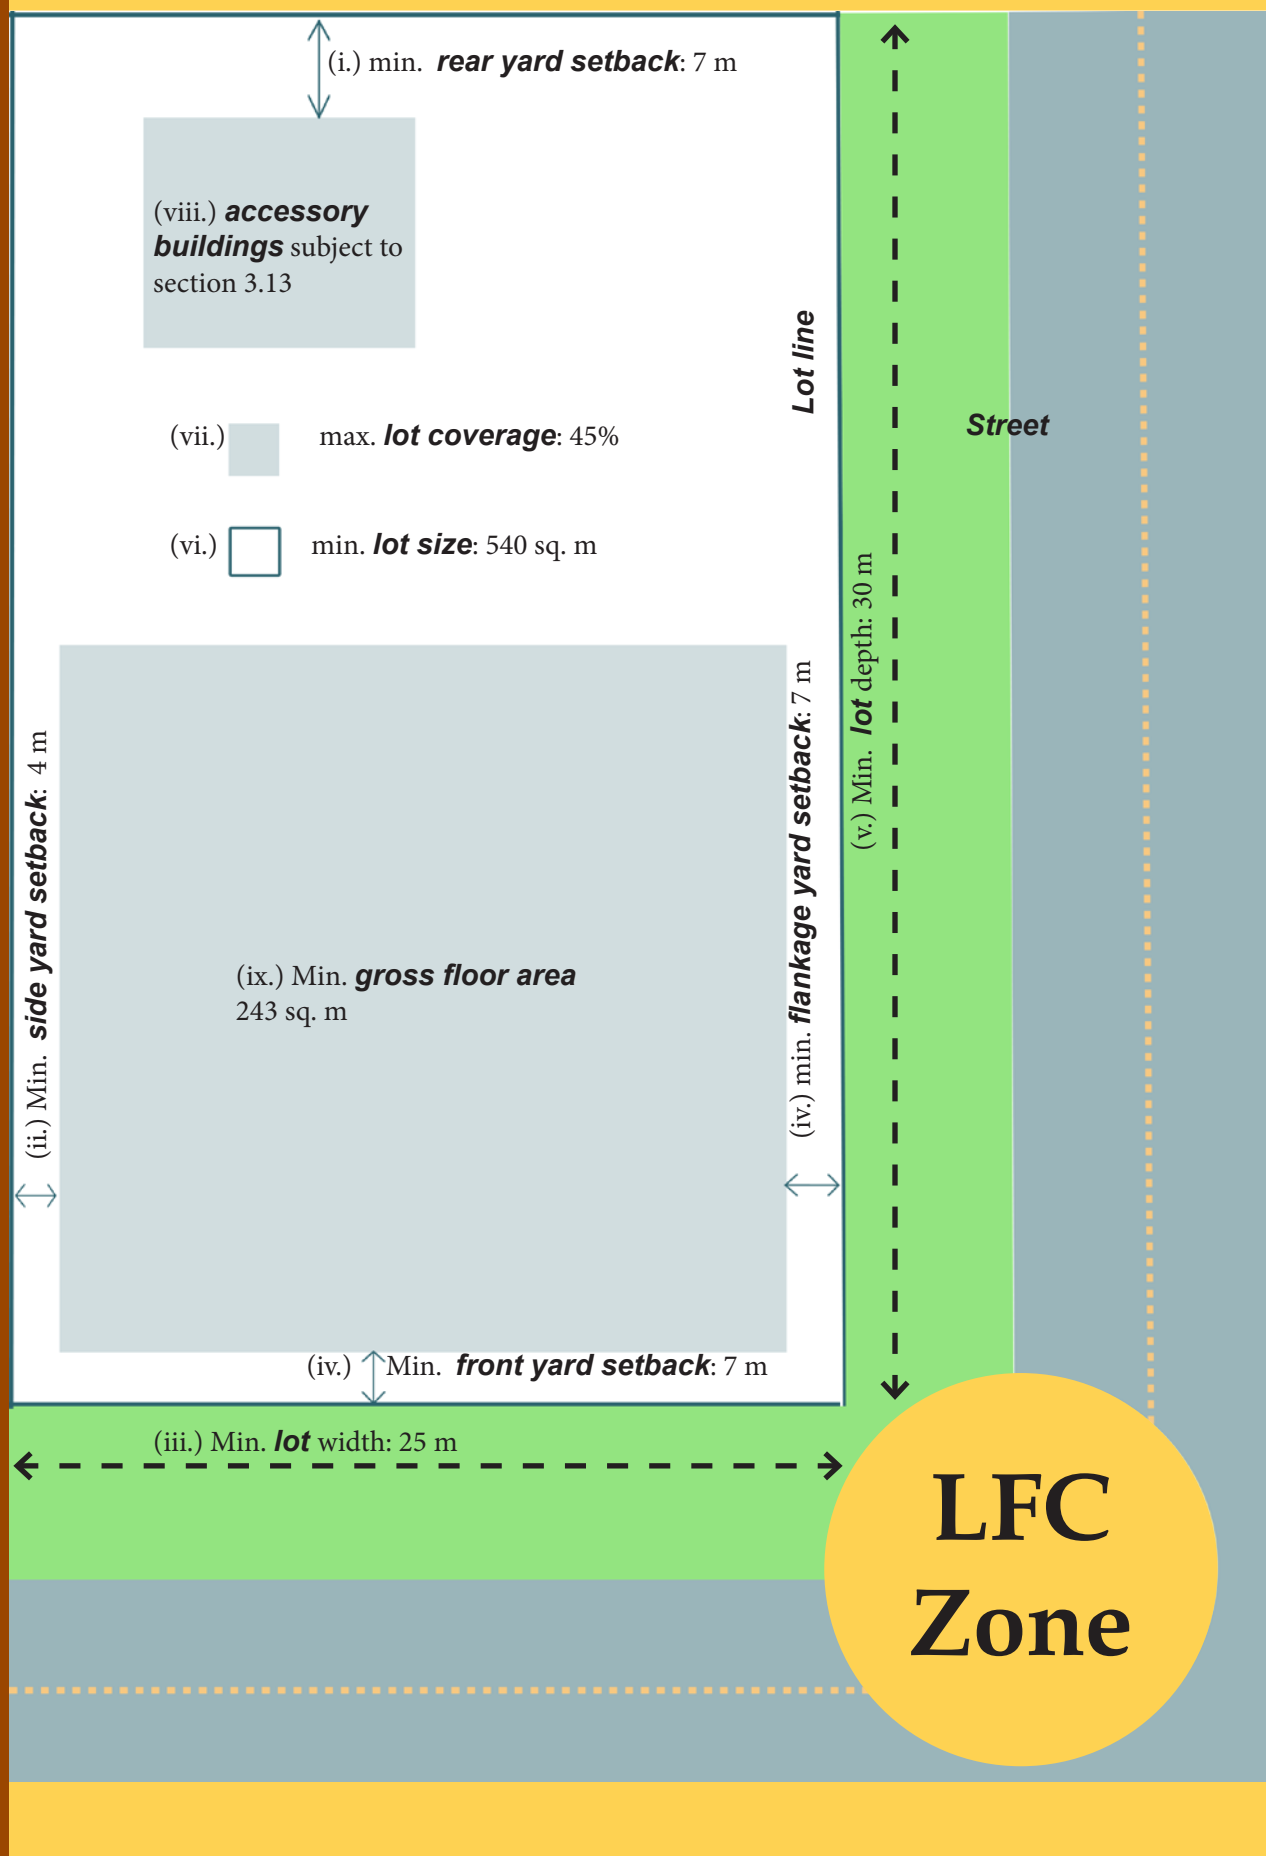 (i.) min. rear yard setback: 7 m
(viii.) accessory
buildings subject to
section 3.13
Lot line
Street
(vii.) max. lot coverage: 45%
(vi.) min. lot size: 540 sq. m
(v.) Min. lot depth: 30 m
(ii.) Min. side yard setback: 4 m
(iv.) min. flankage yard setback: 7 m
(ix.) Min. gross floor area
243 sq. m
(iv.) Min. front yard setback: 7 m
(iii.) Min. lot width: 25 m
LFC
Zone